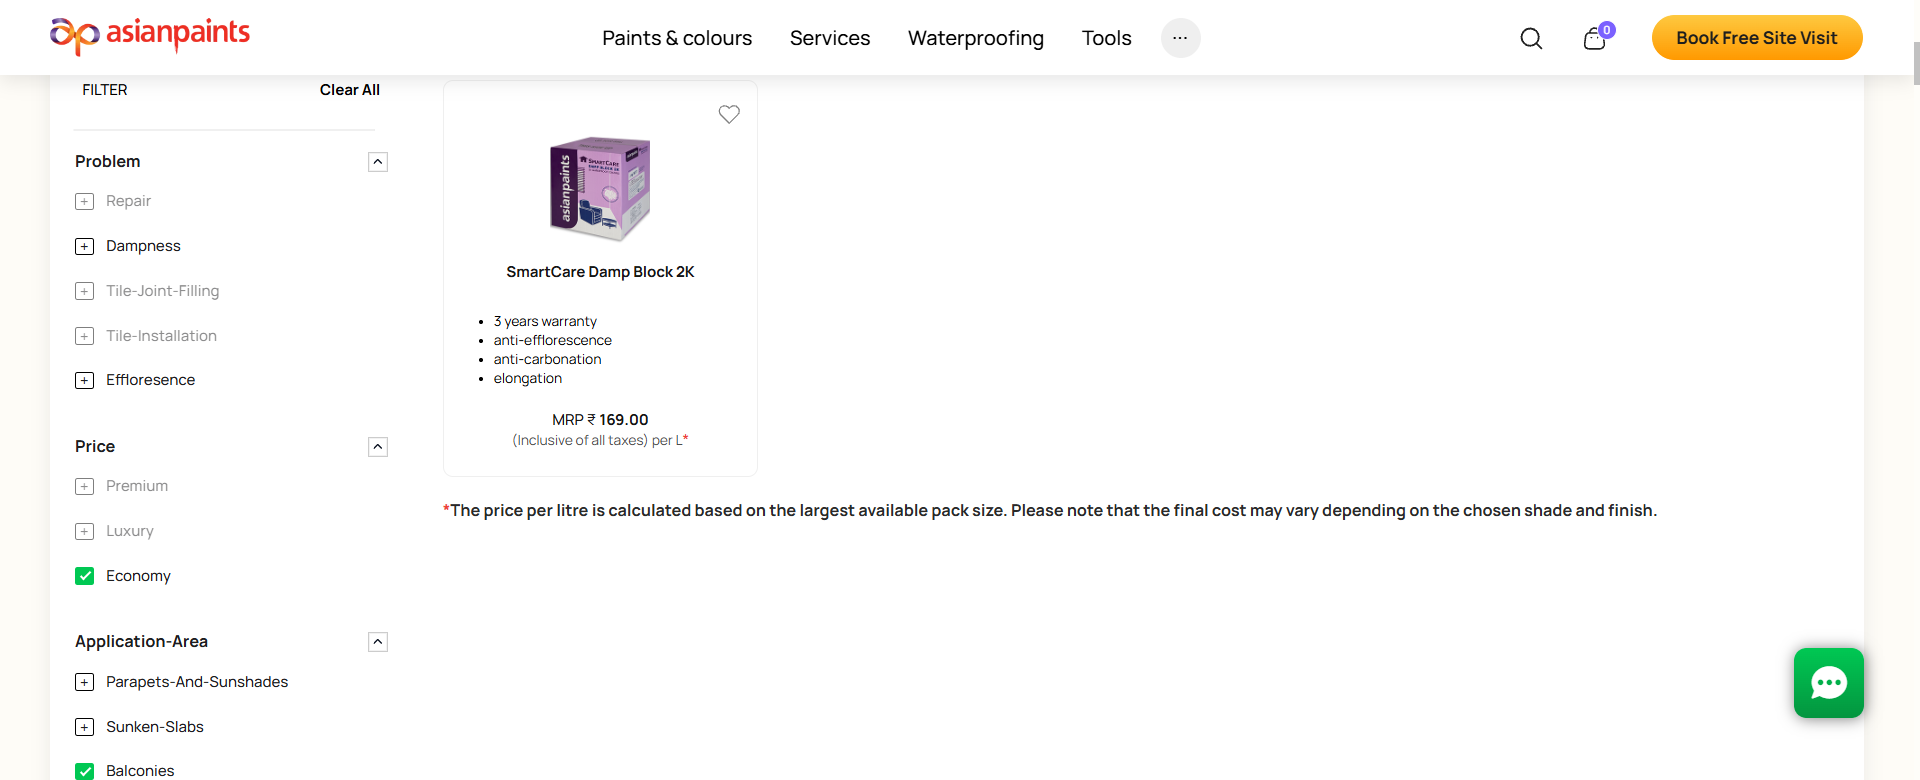 asianpaints
Paints & colours
Services
Waterproofing
Tools
0
Book Free Site Visit
FILTER
Clear All
Problem
Repair
Dampness
Tile-Joint-Filling
Tile-Installation
Effloresence
Price
Premium
Luxury
Economy
Application-Area
Parapets-And-Sunshades
Sunken-Slabs
Balconies
asianpaints
SMARTCARE
SmartCare Damp Block 2K
• 3 years warranty
• anti-efflorescence
• anti-carbonation
• elongation
MRP ₹ 169.00
(Inclusive of all taxes) per L*
*The price per litre is calculated based on the largest available pack size. Please note that the final cost may vary depending on the chosen shade and finish.